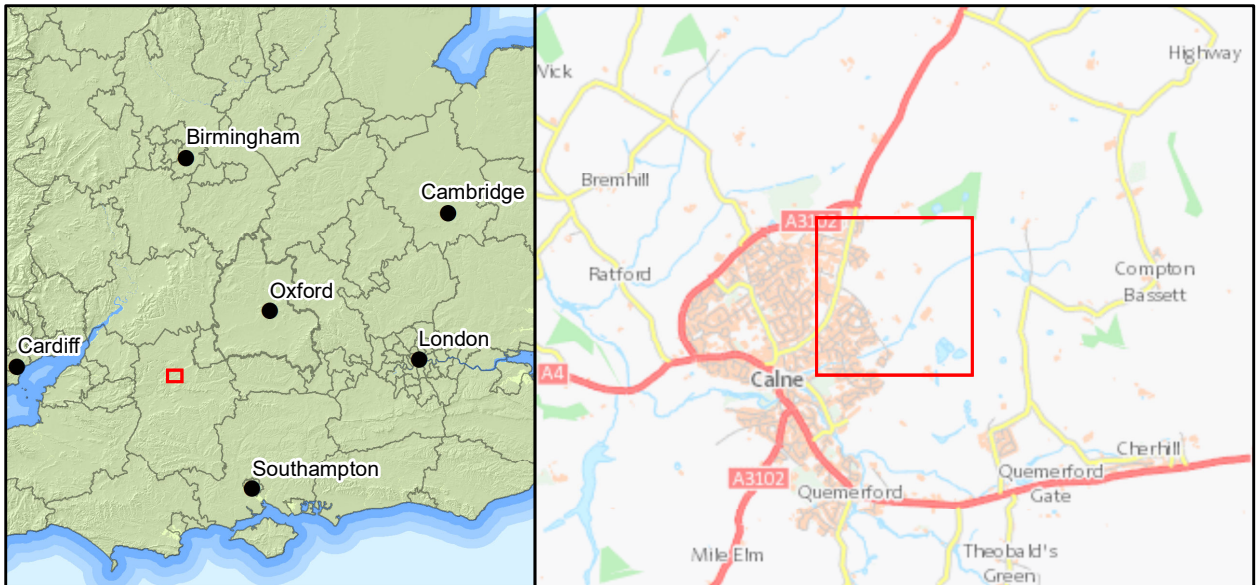 Birmingham
Cambridge
Oxford
London
Cardiff
Southampton
Highway
Wick
Bremhill
A3102
Ratford
Compton
Bassett
A4
Calne
Cherhill
A3102
Quemerford
Quemerford
Gate
Mile Elm
Theobald's
Green